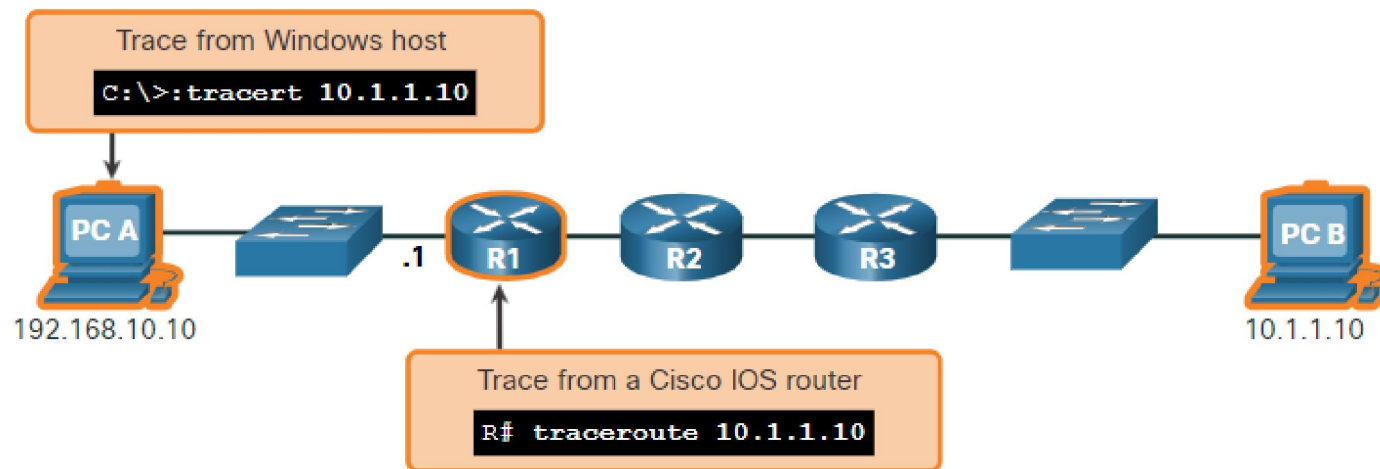 Trace from Windows host
C:\>:tracert 10.1.1.10
PC A
.1
R1
R2
R3
PC B
192.168.10.10
10.1.1.10
Trace from a Cisco IOS router
R# traceroute 10.1.1.10